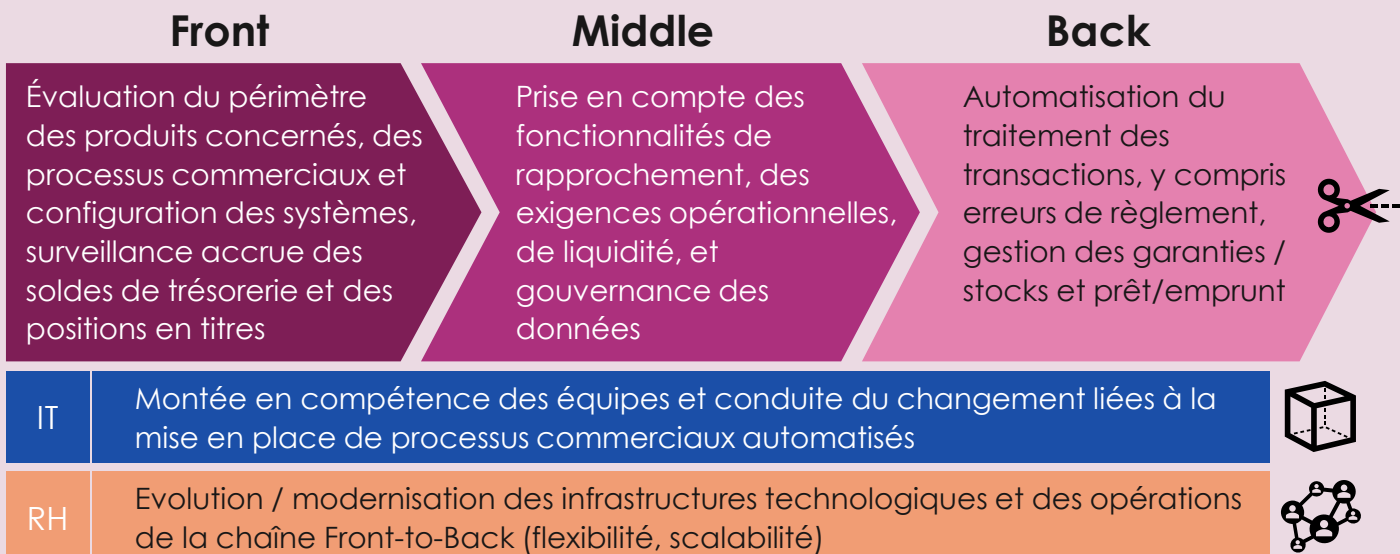 Front
Middle
Back
Évaluation du périmètre
des produits concernés, des
processus commerciaux et
configuration des systèmes,
surveillance accrue des
soldes de trésorerie et des
positions en titres
Prise en compte des
fonctionnalités de
rapprochement, des
exigences opérationnelles,
de liquidité, et
gouvernance des
données
Automatisation du
traitement des
transactions, y compris
erreurs de règlement,
gestion des garanties /
stocks et prêt/emprunt
IT
Montée en compétence des équipes et conduite du changement liées à la
mise en place de processus commerciaux automatisés
RH
Evolution / modernisation des infrastructures technologiques et des opérations
de la chaîne Front-to-Back (flexibilité, scalabilité)